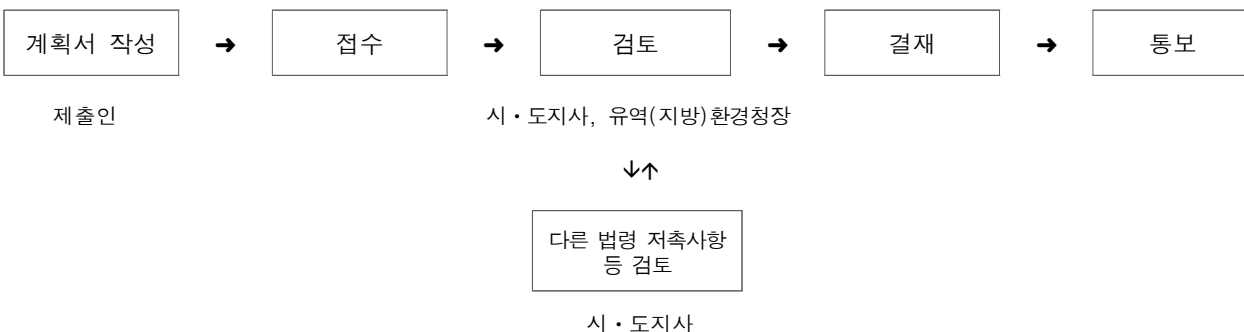 계획서 작성 ➔ 접수 ➔ 검토 ➔ 결재 ➔ 통보
제출인 시·도지사, 유역(지방)환경청장
↓↑
다른 법령 저촉사항
등 검토
시·도지사